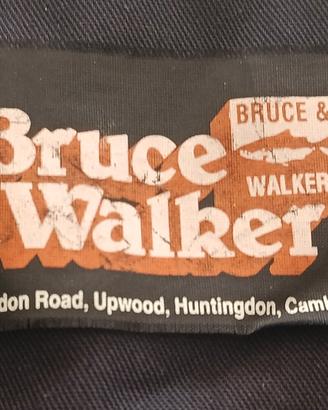 BRUCE &
Bruce
WALKER
Walker
don Road, Upwood, Huntingdon, Camb